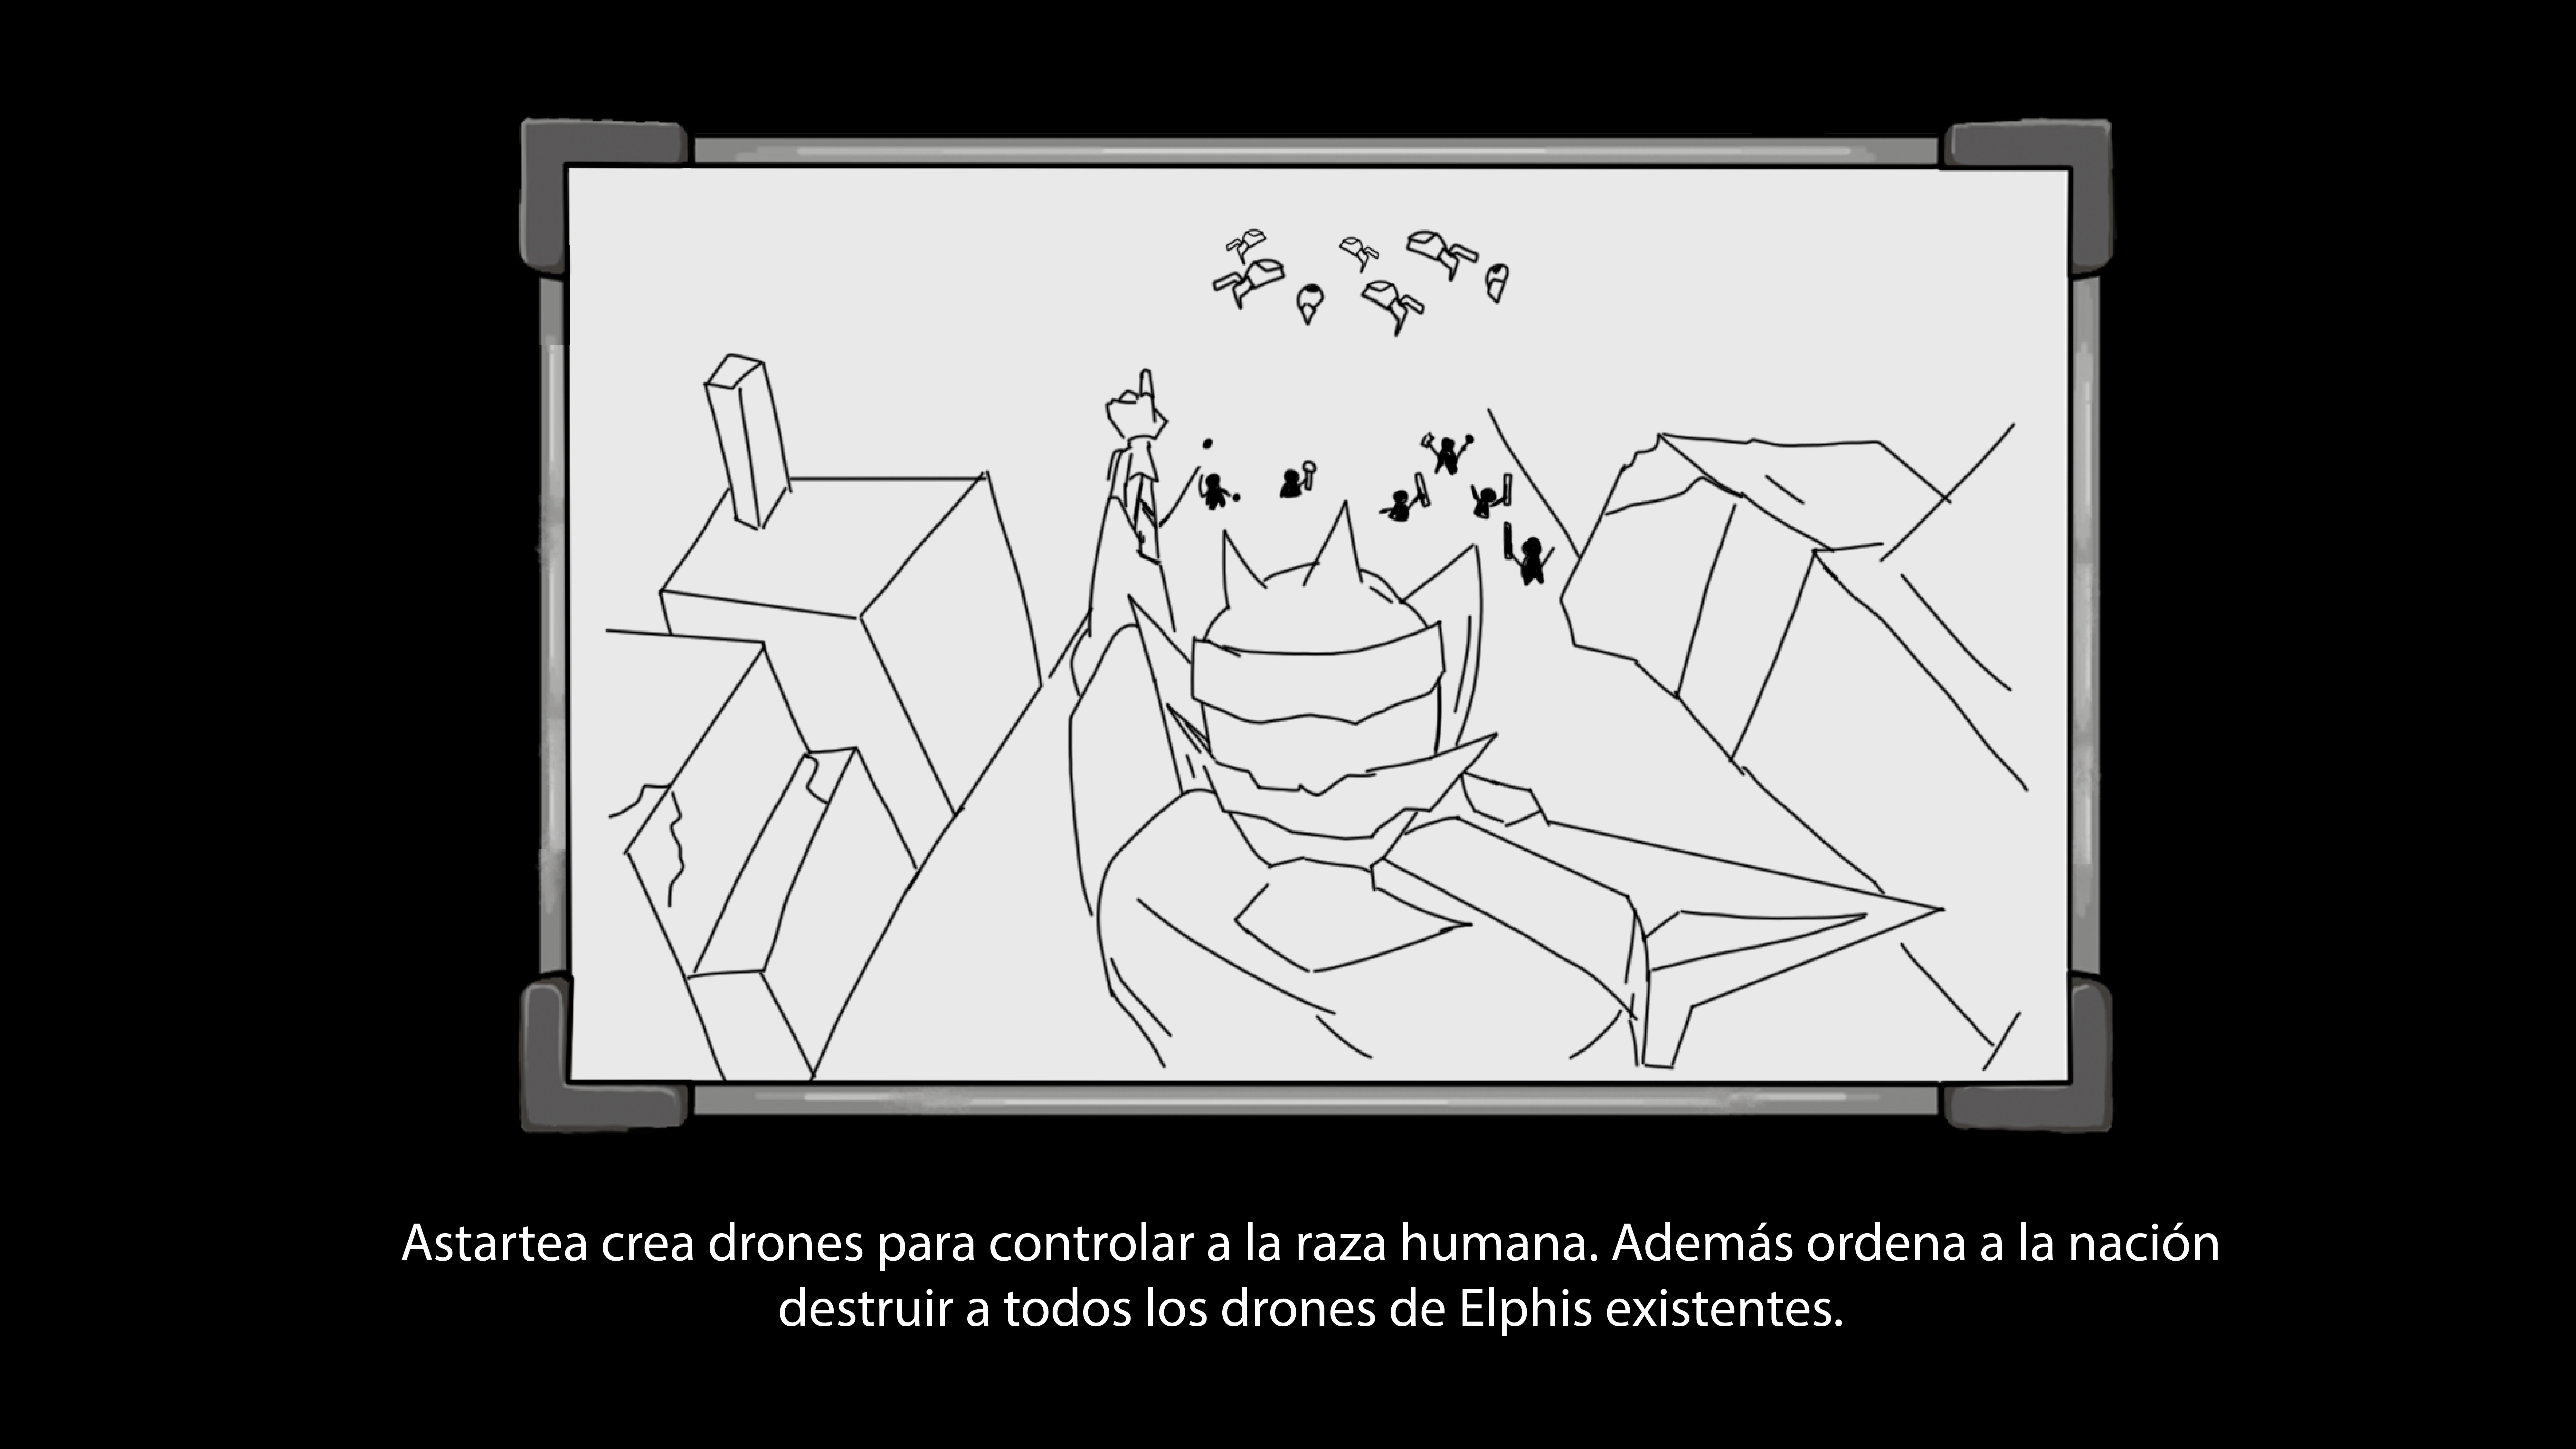 Astartea crea drones para controlar a la raza humana. Además ordena a la nación
destruir a todos los drones de Elphis existentes.